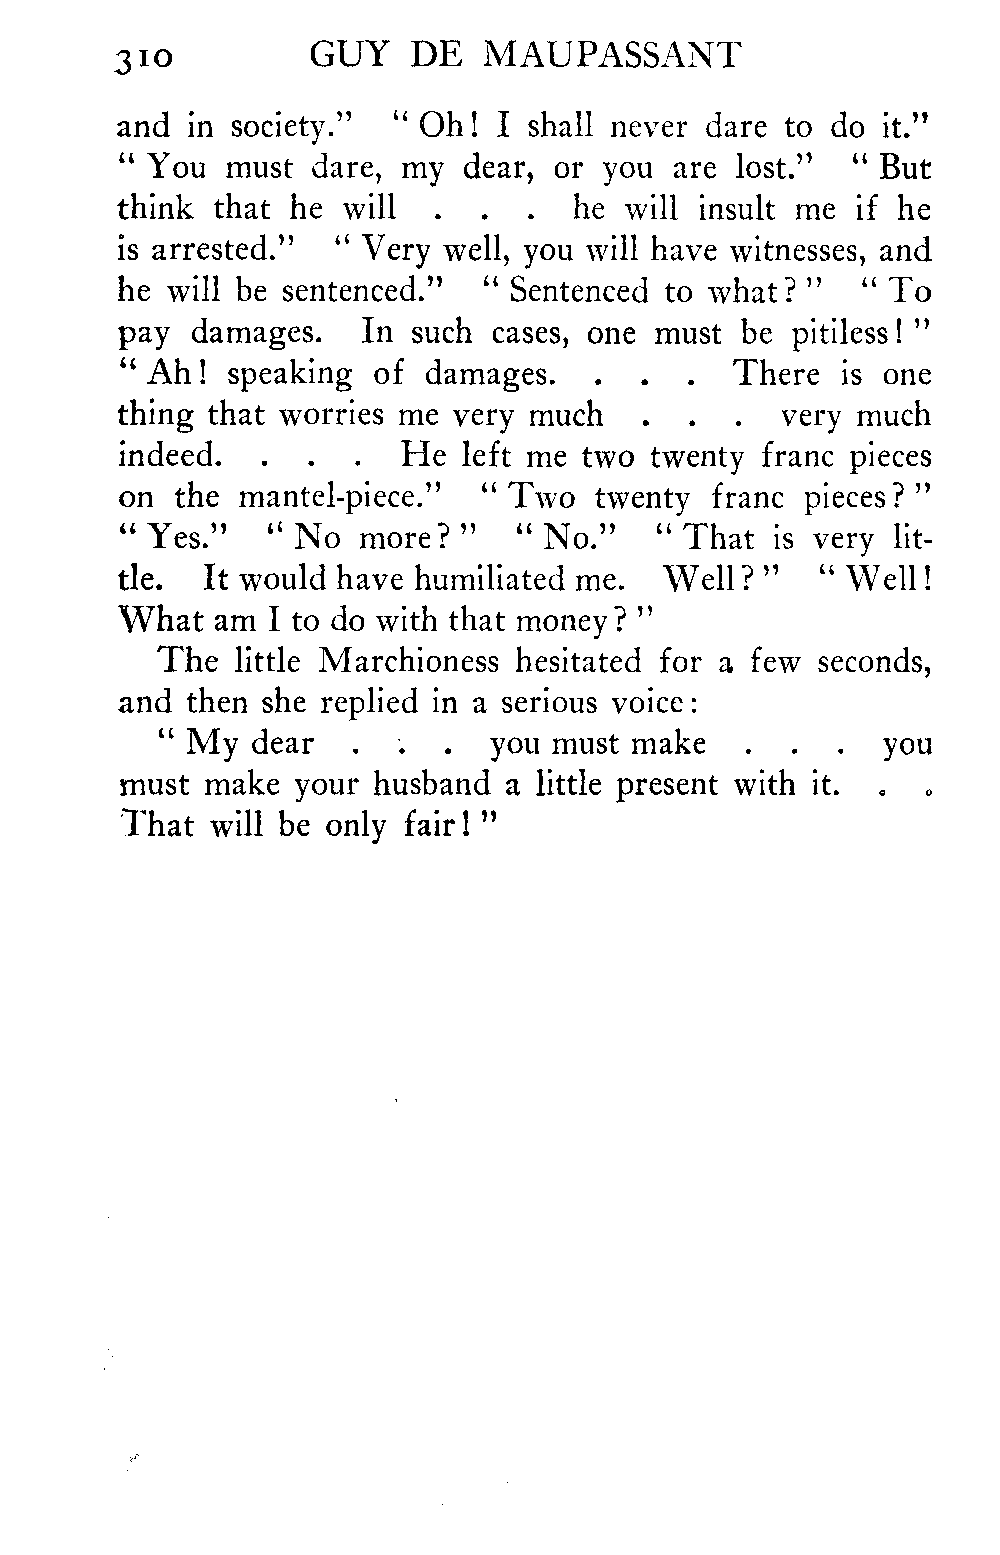 310 GUY DE MAUPASSANT
and in society." "Oh! I shall never dare to do it."
"You must dare, my dear, or you are lost." "But
think that he will . . . he will insult me if he
is arrested." "Very well, you will have witnesses, and
he will be sentenced." "Sentenced to what?" "To
pay damages. In such cases, one must be pitiless!"
"Ah! speaking of damages. . . . There is one
thing that worries me very much . . . very much
indeed. . . . He left me two twenty franc pieces
on the mantel-piece." "Two twenty franc pieces?"
"Yes." "No more?" "No." "That is very lit-
tle. It would have humiliated me. Well?" "Well!
What am I to do with that money?"
The little Marchioness hesitated for a few seconds,
and then she replied in a serious voice:
"My dear . . . you must make . . . you
must make your husband a little present with it. . .
That will be only fair!"